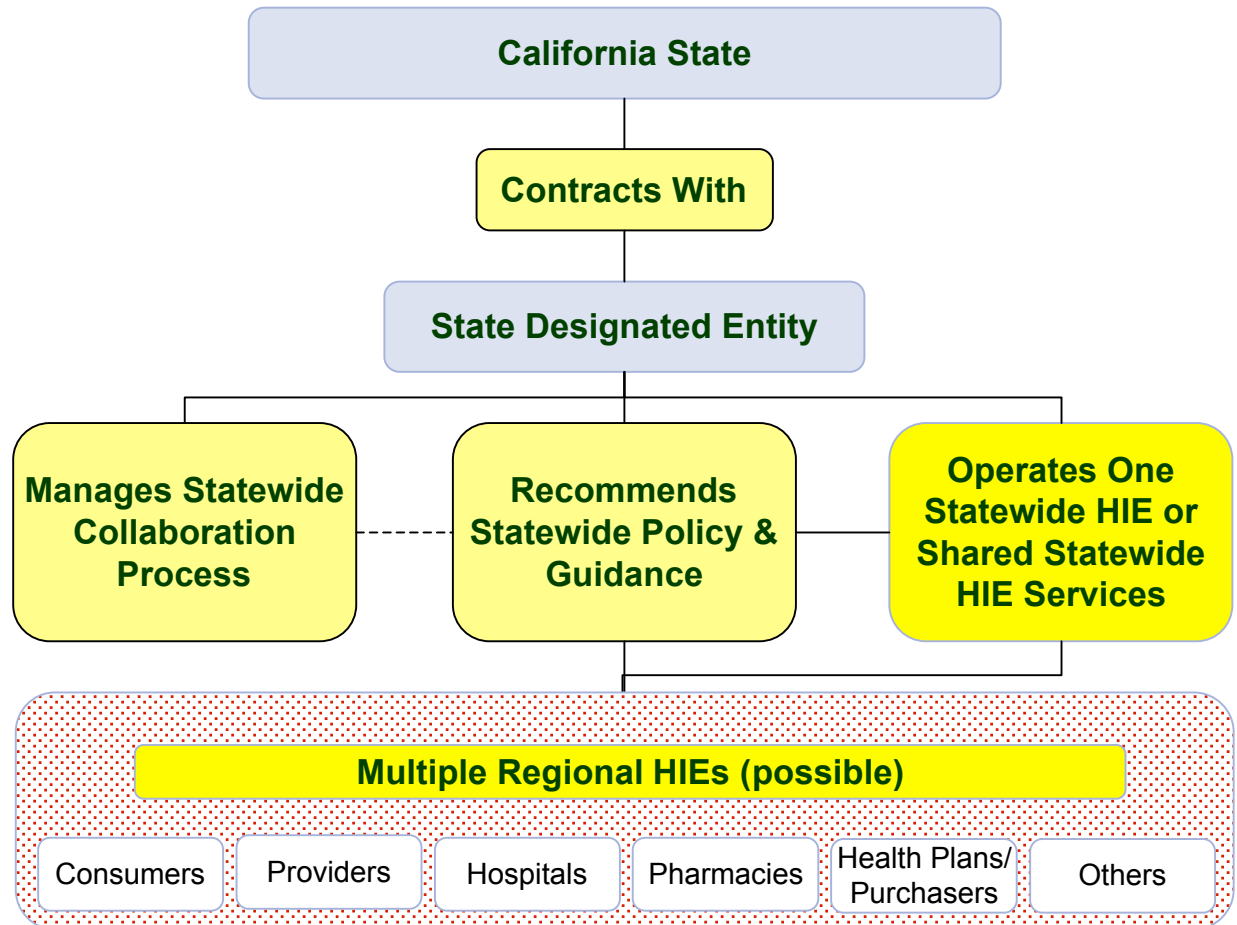 California State
Contracts With
State Designated Entity
Manages Statewide
Collaboration
Process
Recommends
Statewide Policy &
Guidance
Operates One
Statewide HIE or
Shared Statewide
HIE Services
Multiple Regional HIEs (possible)
Consumers
Providers
Hospitals
Pharmacies
Health Plans/
Purchasers
Others